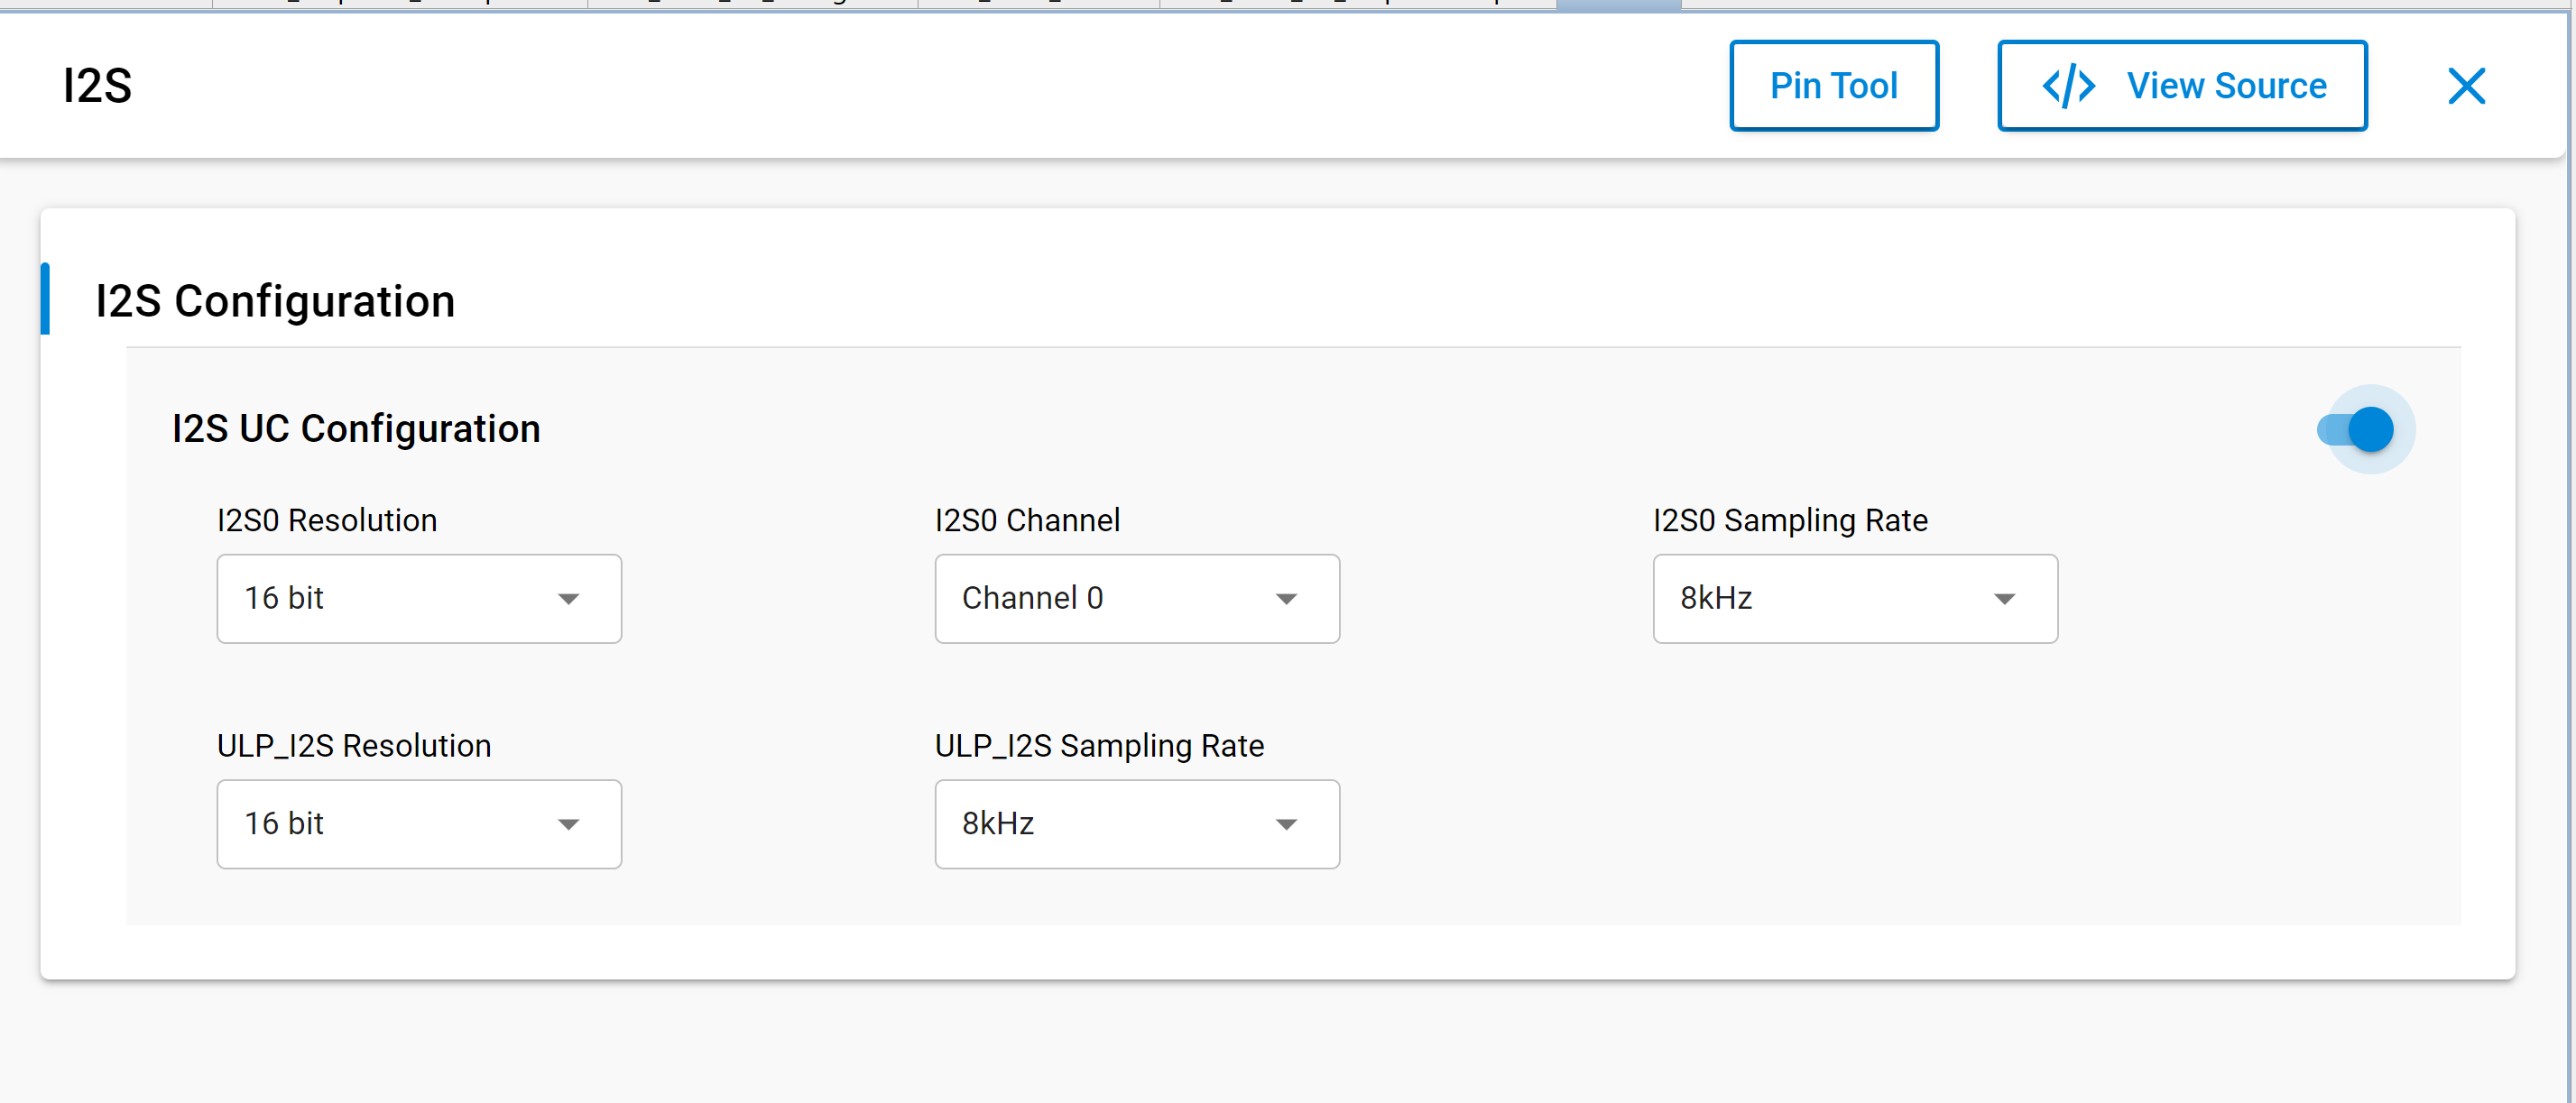 I2S
Pin Tool
</> View Source
I2S Configuration
I2S UC Configuration
I2S0 Resolution
I2S0 Channel
I2S0 Sampling Rate
16 bit
Channel 0
8kHz
ULP_I2S Resolution
ULP_I2S Sampling Rate
16 bit
8kHz